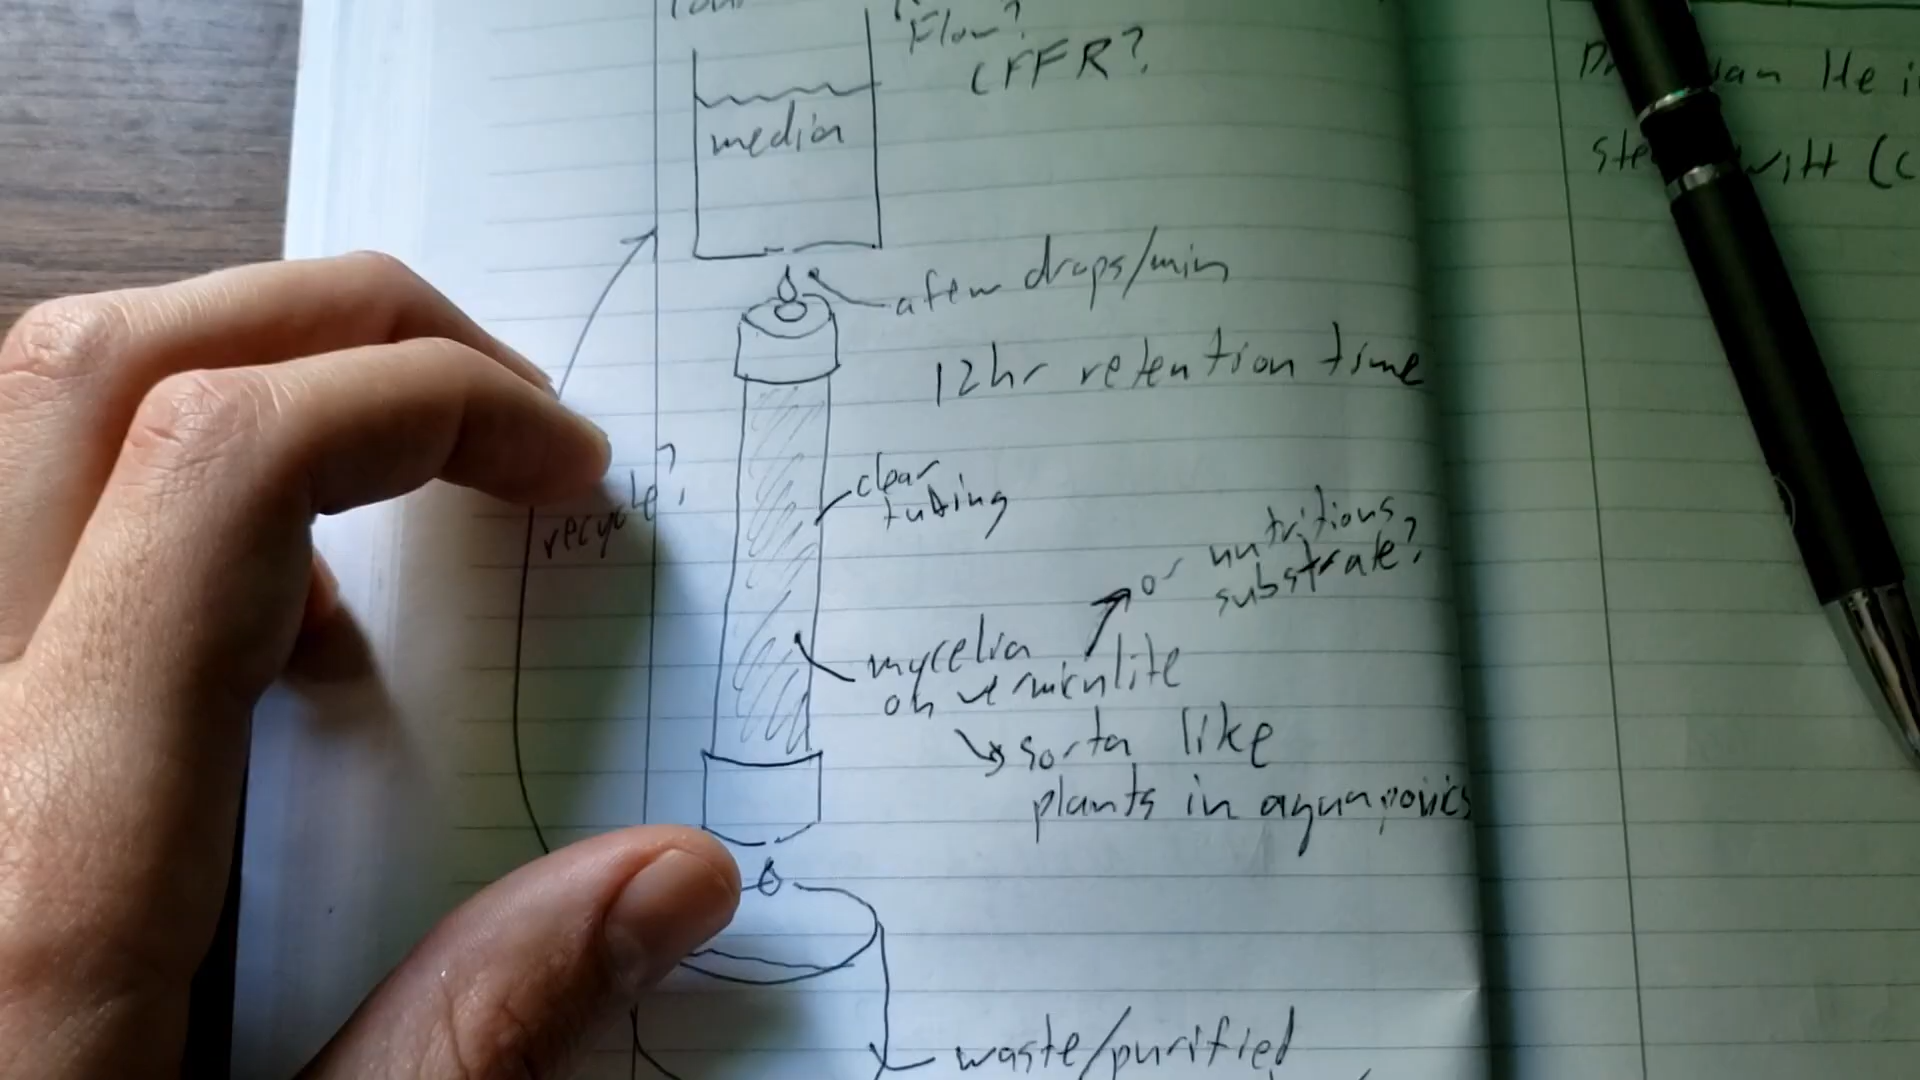 Flow?
CFFR?
media
a few drops/min
12hr retention time
clear
tubing
recycle?
or nutritious
substrate?
mycelia
on vermiculite
sorta like
plants in aquaponics
waste/purified
He